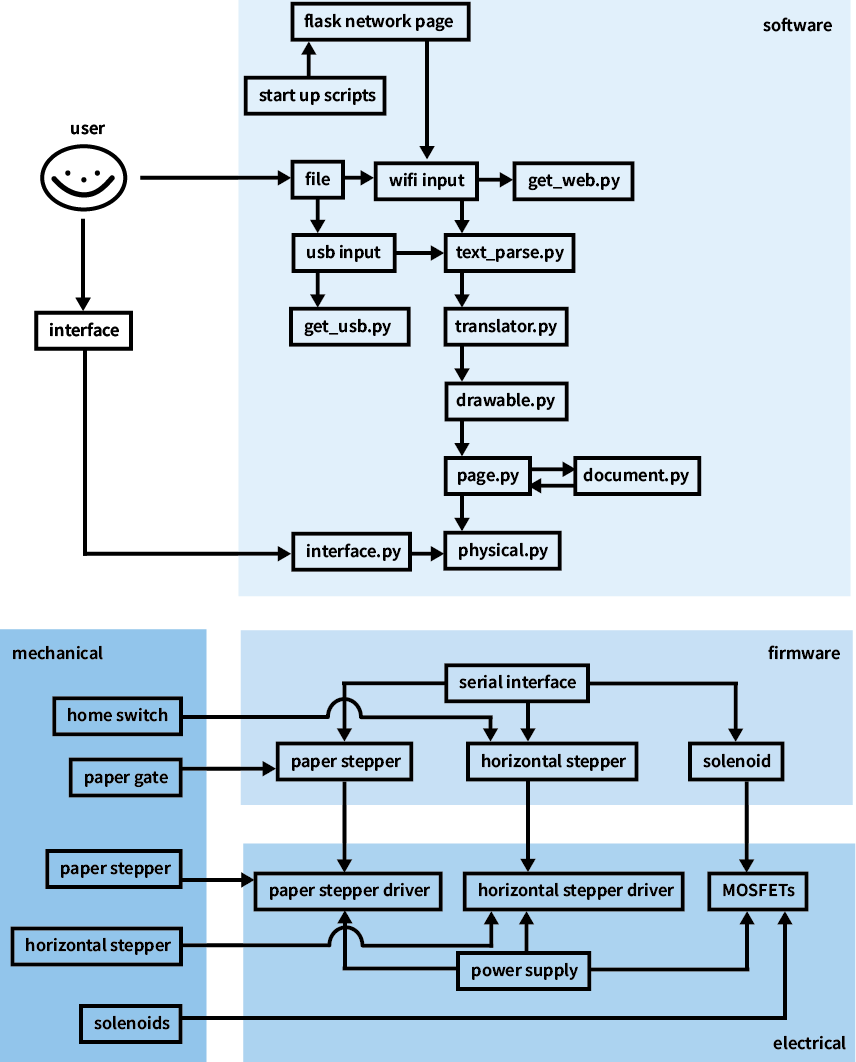 flask network page
software
start up scripts
user
file
wifi input
get_web.py
usb input
text_parse.py
interface
get_usb.py
translator.py
drawable.py
page.py
document.py
interface.py
physical.py
mechanical
firmware
serial interface
home switch
paper gate
paper stepper
horizontal stepper
solenoid
paper stepper
paper stepper driver
horizontal stepper driver
MOSFETs
horizontal stepper
power supply
solenoids
electrical